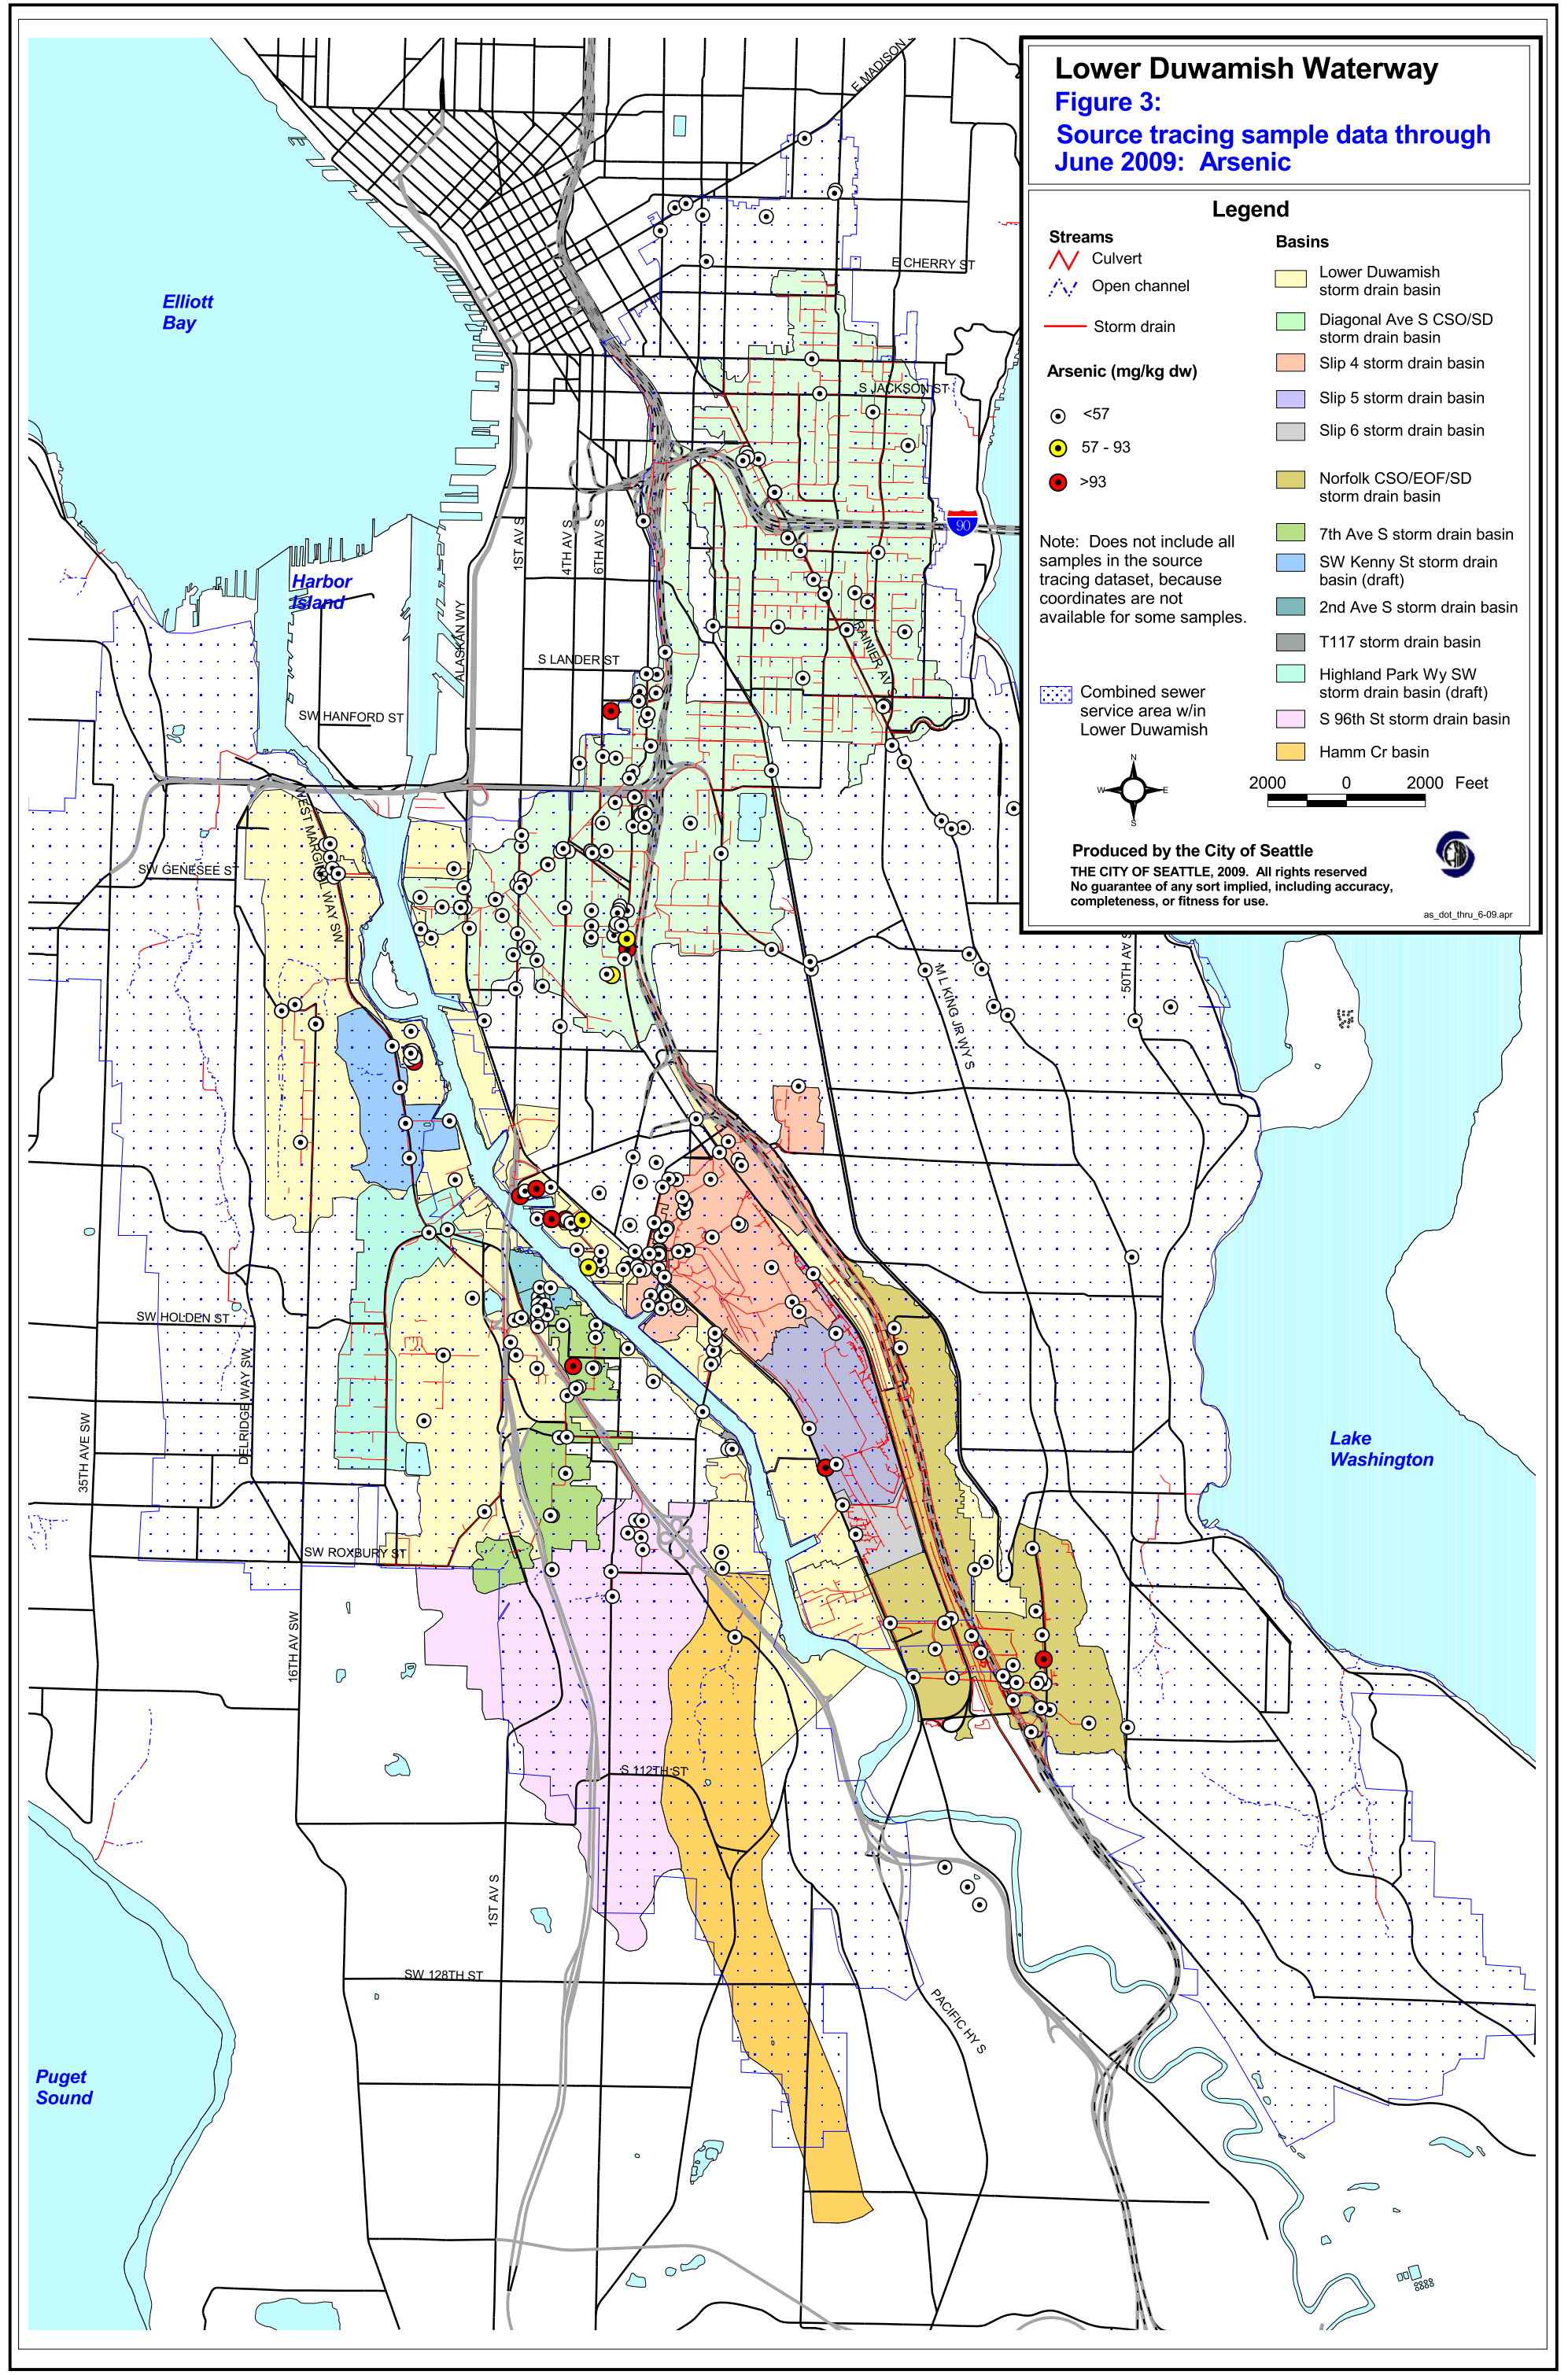 Lower Duwamish Waterway
Figure 3:
Source tracing sample data through
June 2009: Arsenic
Legend
Streams
Culvert
Open channel
Storm drain
Arsenic (mg/kg dw)
<57
57 - 93
>93
Note: Does not include all
samples in the source
tracing dataset, because
coordinates are not
available for some samples.
Combined sewer
service area w/in
Lower Duwamish
Basins
Lower Duwamish
storm drain basin
Diagonal Ave S CSO/SD
storm drain basin
Slip 4 storm drain basin
Slip 5 storm drain basin
Slip 6 storm drain basin
Norfolk CSO/EOF/SD
storm drain basin
7th Ave S storm drain basin
SW Kenny St storm drain
basin (draft)
2nd Ave S storm drain basin
T117 storm drain basin
Highland Park Wy SW
storm drain basin (draft)
S 96th St storm drain basin
Hamm Cr basin
N
W
E
S
2000
0
2000 Feet
Produced by the City of Seattle
THE CITY OF SEATTLE, 2009. All rights reserved
No guarantee of any sort implied, including accuracy,
completeness, or fitness for use.
as_dot_thru_6-09.apr
E MADISON
E CHERRY ST
Elliott
Bay
S JACKSON ST
90
1ST AV S
4TH AV S
6TH AV S
Harbor
Island
ALASKAN WY
RAINIER AV S
S LANDER ST
SW HANFORD ST
WEST MARGINAL WAY SW
SW GENESEE ST
M L KING JR WY S
50TH AV S
SW HOLDEN ST
DELRIDGE WAY SW
35TH AVE SW
Lake
Washington
SW ROXBURY ST
16TH AV SW
S 112TH ST
1ST AV S
SW 128TH ST
PACIFIC HY S
Puget
Sound